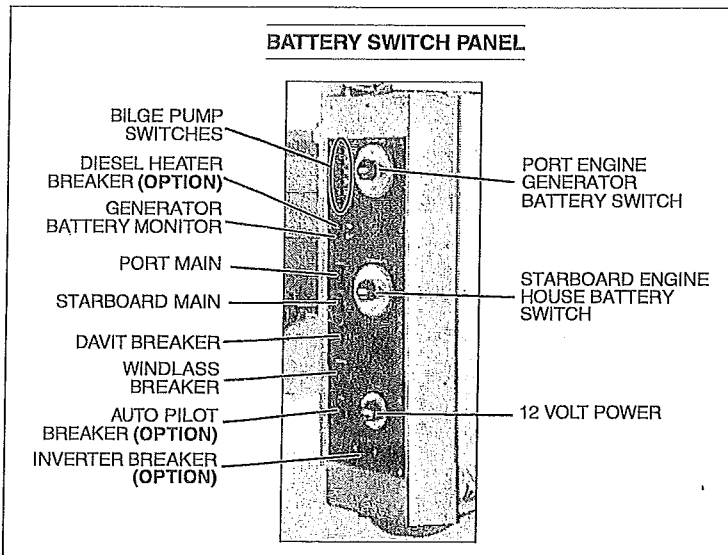 BATTERY SWITCH PANEL
BILGE PUMP
SWITCHES
DIESEL HEATER
BREAKER (OPTION)
GENERATOR
BATTERY MONITOR
PORT MAIN
STARBOARD MAIN
DAVIT BREAKER
WINDLASS
BREAKER
AUTO PILOT
BREAKER (OPTION)
INVERTER BREAKER
(OPTION)
PORT ENGINE
GENERATOR
BATTERY SWITCH
STARBOARD ENGINE
HOUSE BATTERY
SWITCH
12 VOLT POWER